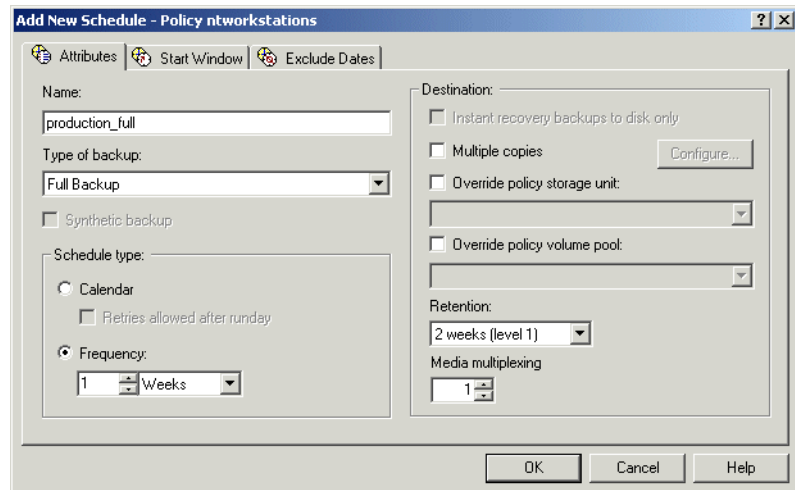 Add New Schedule - Policy ntworkstations
Attributes
Start Window
Exclude Dates
Name:
production_full
Type of backup:
Full Backup
Synthetic backup
Schedule type:
Calendar
Retries allowed after runday
Frequency:
1
Weeks
Destination:
Instant recovery backups to disk only
Multiple copies
Configure...
Override policy storage unit:
Override policy volume pool:
Retention:
2 weeks (level 1)
Media multiplexing
1
OK
Cancel
Help